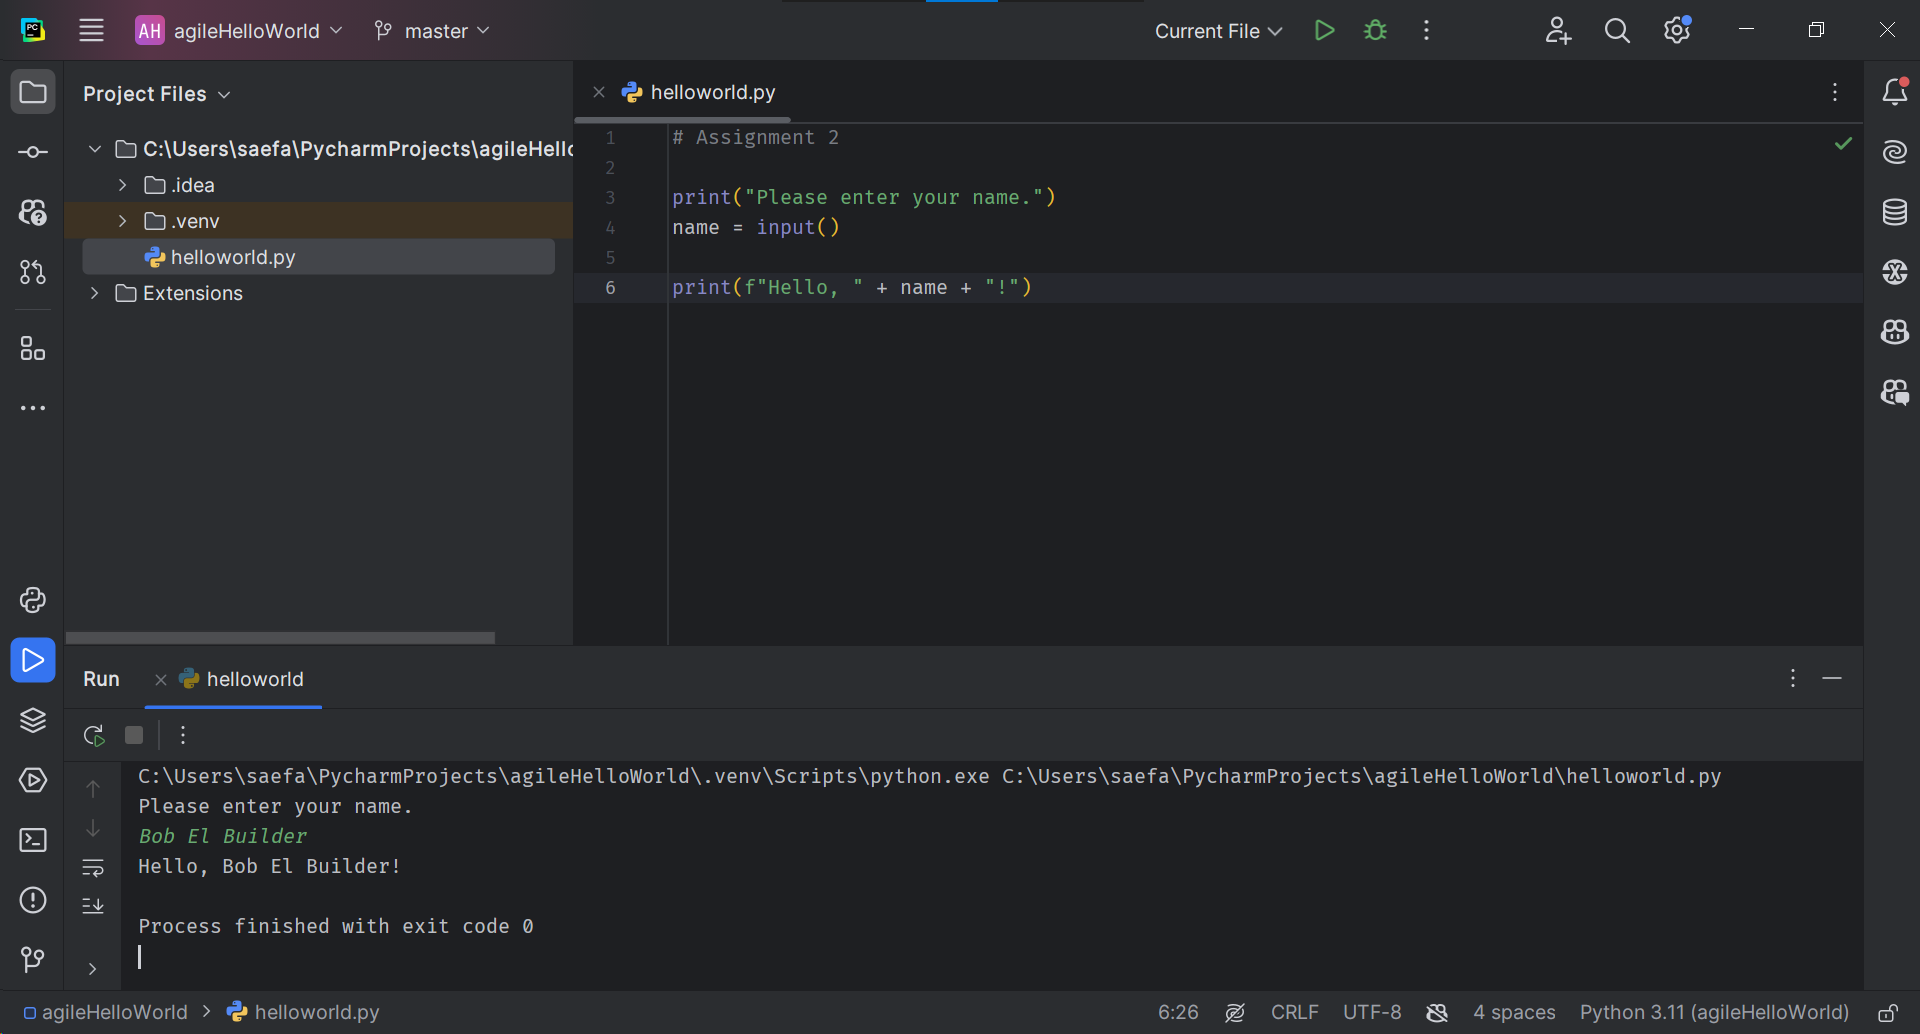 PC
AH agileHelloWorld master Current File
Project Files
helloworld.py
C:\Users\saefa\PycharmProjects\agileHello
.idea
.venv
helloworld.py
Extensions
1 # Assignment 2
2
3 print("Please enter your name.")
4 name = input()
5
6 print(f"Hello, " + name + "!")
Run helloworld
C:\Users\saefa\PycharmProjects\agileHelloWorld\.venv\Scripts\python.exe C:\Users\saefa\PycharmProjects\agileHelloWorld\helloworld.py
Please enter your name.
Bob El Builder
Hello, Bob El Builder!
Process finished with exit code 0
agileHelloWorld > helloworld.py 6:26 CRLF UTF-8 4 spaces Python 3.11 (agileHelloWorld)